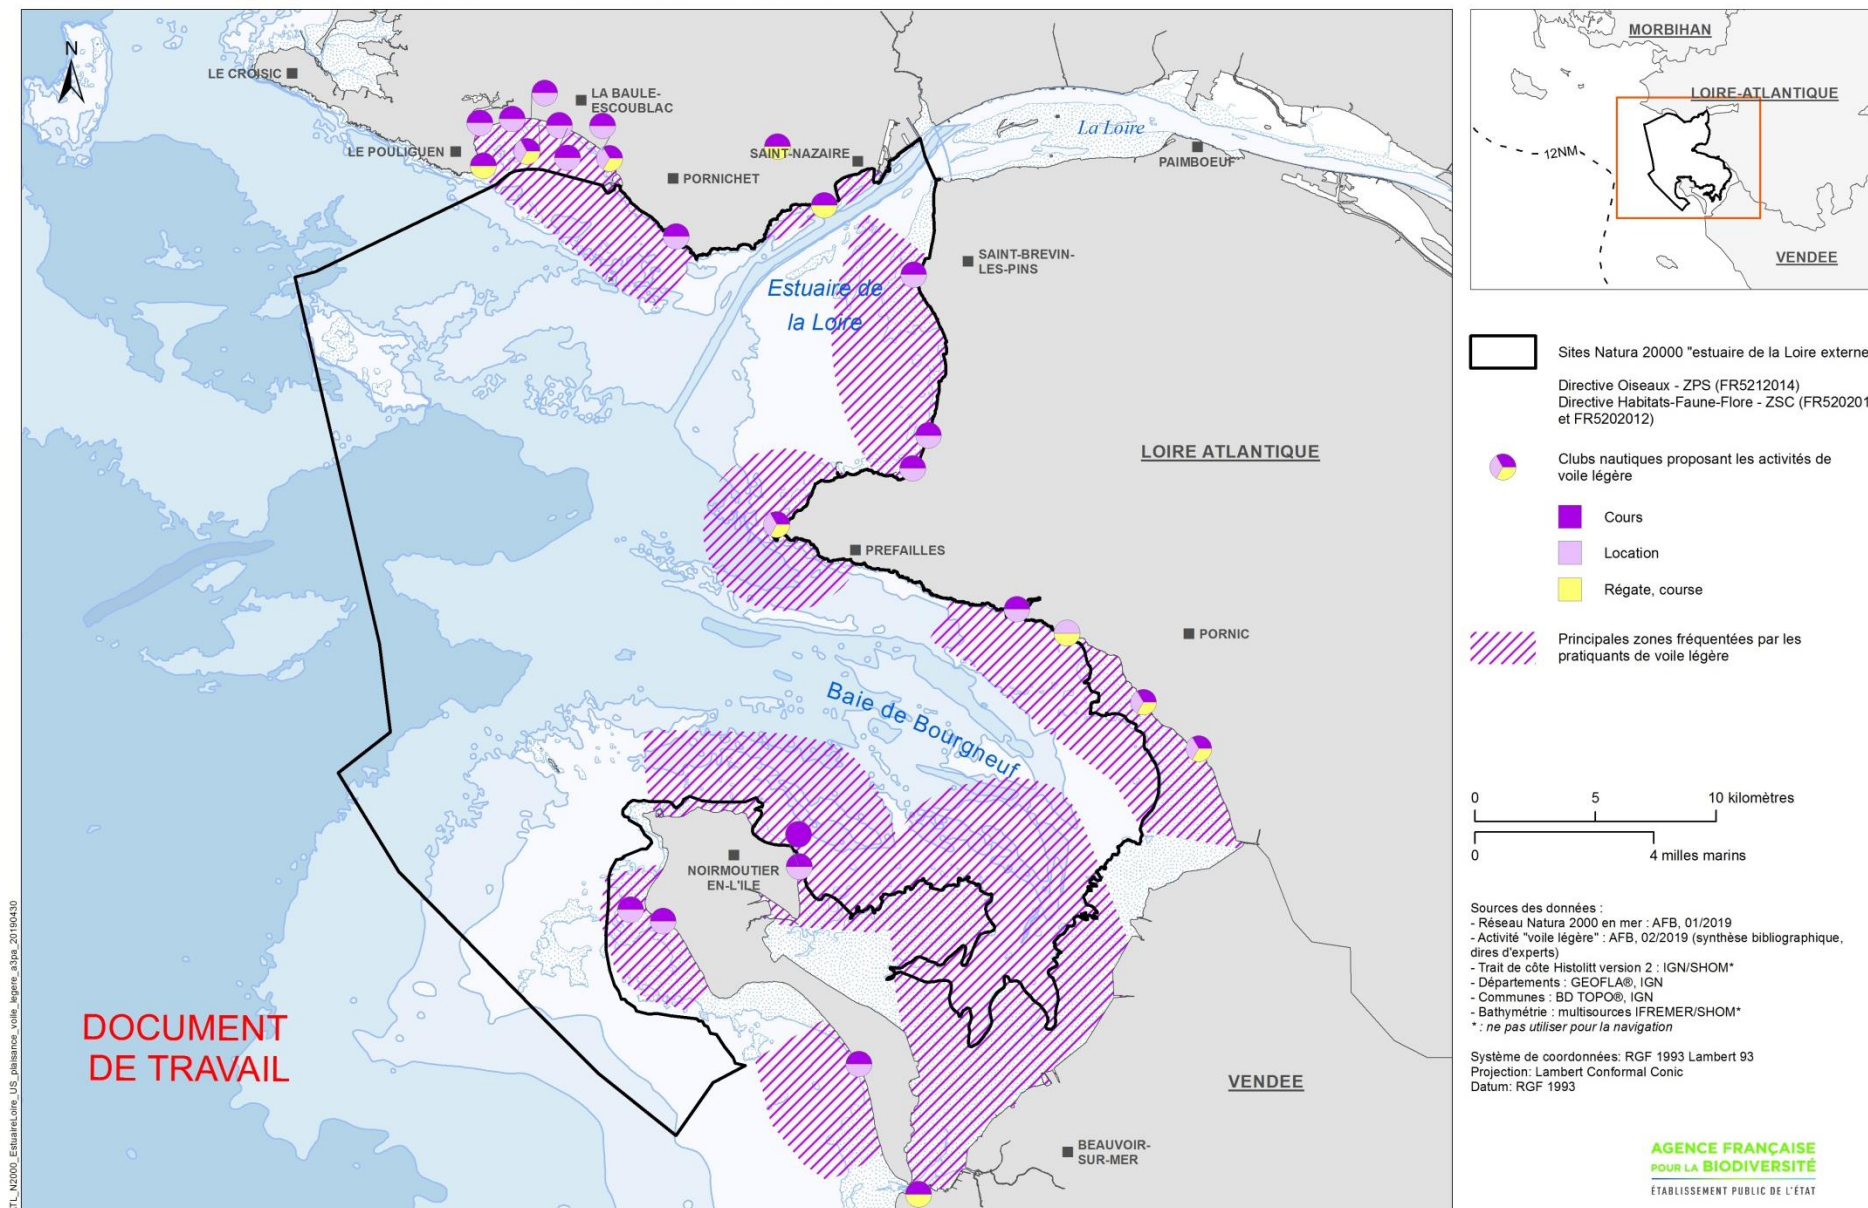 N
LE CROISIC
LA BAULE-
ESCOUBLAC
LE POULIGUEN
PORNICHET
SAINT-NAZAIRE
La Loire
PAIMBOEUF
SAINT-BREVIN-
LES-PINS
Estuaire de
la Loire
LOIRE ATLANTIQUE
PREFAILLES
PORNIC
Baie de Bourgneuf
NOIRMOUTIER
EN-L'ILE
DOCUMENT
DE TRAVAIL
VENDEE
BEAUVOIR-
SUR-MER
MORBIHAN
LOIRE-ATLANTIQUE
12NM
VENDEE
Sites Natura 20000 "estuaire de la Loire externe
Directive Oiseaux - ZPS (FR5212014)
Directive Habitats-Faune-Flore - ZSC (FR520201
et FR5202012)
Clubs nautiques proposant les activités de
voile légère
Cours
Location
Régate, course
Principales zones fréquentées par les
pratiquants de voile légère
0 5 10 kilomètres
0 4 milles marins
Sources des données :
- Réseau Natura 2000 en mer : AFB, 01/2019
- Activité "voile légère" : AFB, 02/2019 (synthèse bibliographique,
dires d'experts)
- Trait de côte Histolitt version 2 : IGN/SHOM*
- Départements : GEOFLA®, IGN
- Communes : BD TOPO®, IGN
- Bathymétrie : multisources IFREMER/SHOM*
* : ne pas utiliser pour la navigation
Système de coordonnées: RGF 1993 Lambert 93
Projection: Lambert Conformal Conic
Datum: RGF 1993
AGENCE FRANÇAISE
POUR LA BIODIVERSITÉ
ÉTABLISSEMENT PUBLIC DE L'ÉTAT
TL_N2000_EstuaireLoire_US_plaisance_voile_legere_a3pa_20190430